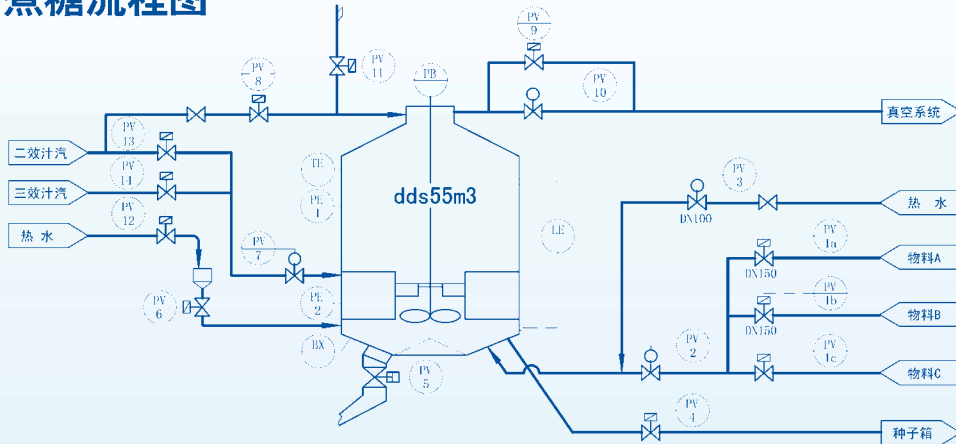 煮糖流程图
PV
9
PV
11
PV
8
PB
PV
10
真空系统
PV
13
二效汁汽
TE
PV
14
三效汁汽
dds55m3
PV
3
PV
12
PE
1
热 水
DN100
热 水
LE
PV
1a
PV
7
物料A
DN150
PE
2
PV
1b
PV
6
物料B
DN150
BX
PV
2
PV
1c
PV
5
物料C
PV
4
种子箱